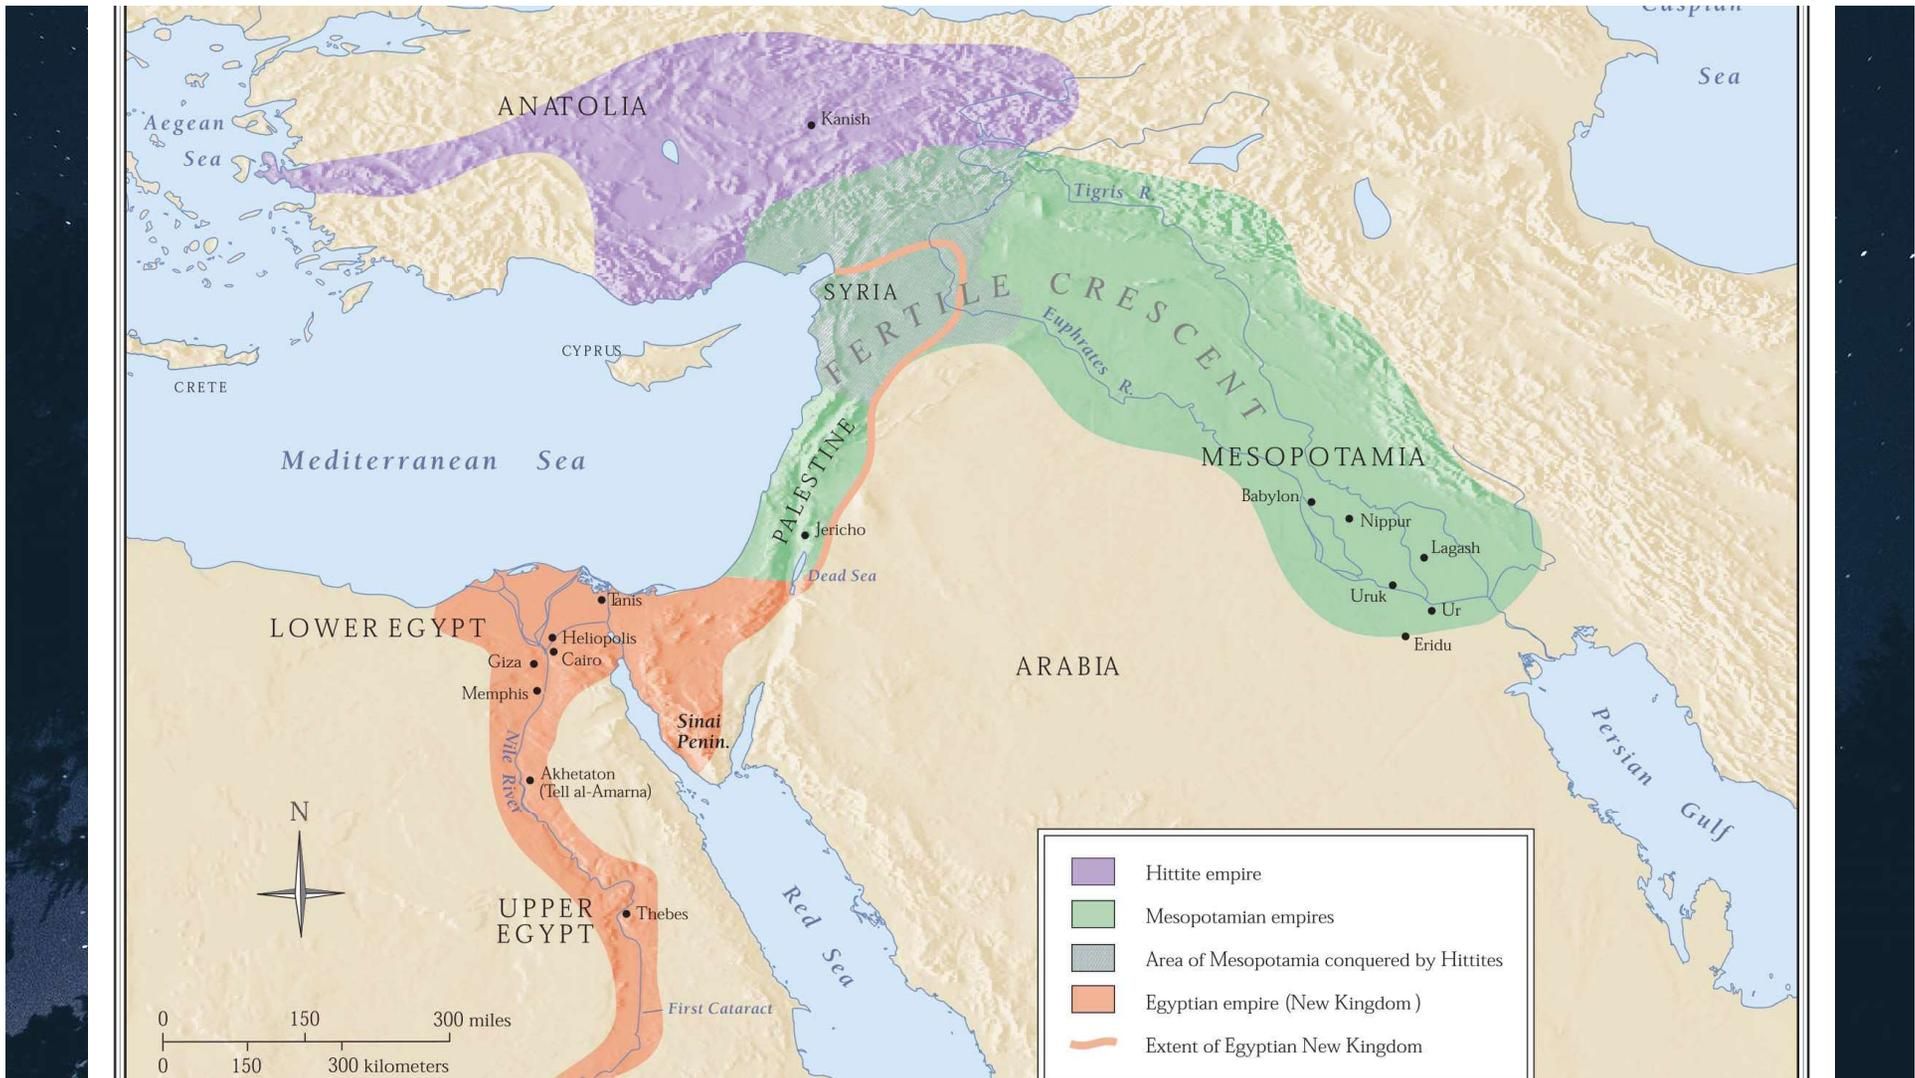 Caspian
Sea
ANATOLIA
Kanish
Aegean
Sea
Tigris R.
SYRIA
FERTILE CRESCENT
Euphrates R.
CYPRUS
CRETE
Mediterranean Sea
PALESTINE
MESOPOTAMIA
Babylon
Nippur
Jericho
Lagash
Dead Sea
Uruk
Ur
Tanis
LOWER EGYPT
Heliopolis
Eridu
Giza
Cairo
ARABIA
Memphis
Sinai
Penin.
Nile River
Persian Gulf
Akhetaton
(Tell al-Amarna)
N
Red Sea
UPPER
EGYPT
Thebes
First Cataract
0 150 300 miles
0 150 300 kilometers
Hittite empire
Mesopotamian empires
Area of Mesopotamia conquered by Hittites
Egyptian empire (New Kingdom)
Extent of Egyptian New Kingdom